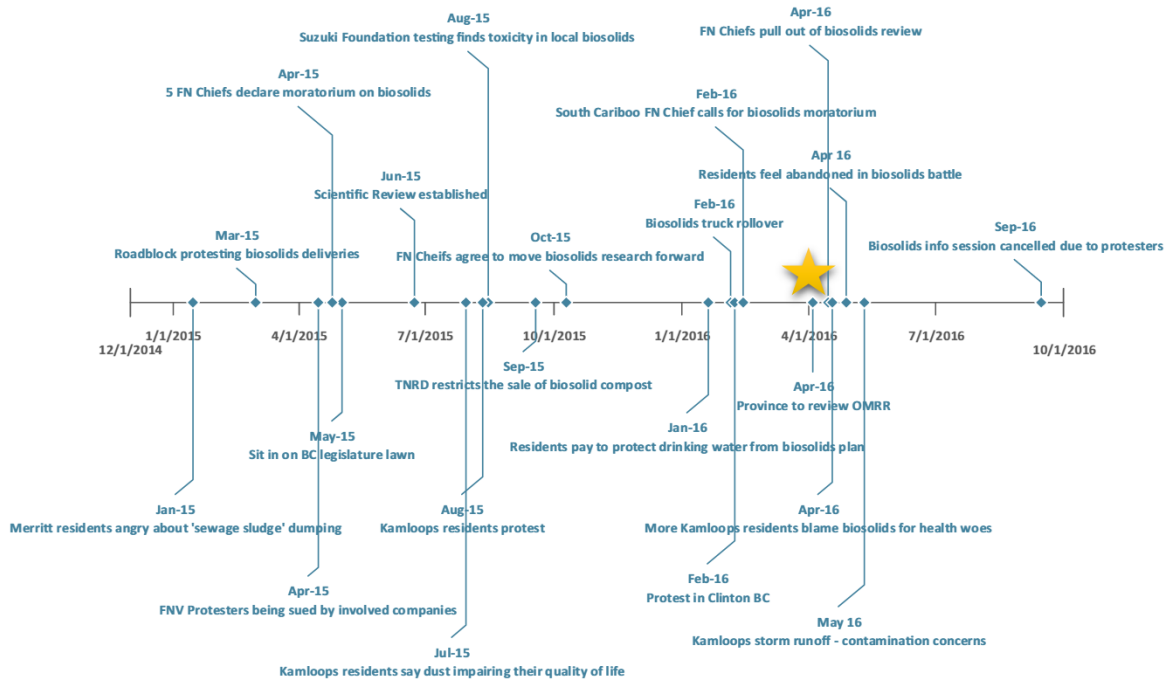 Apr-16
FN Chiefs pull out of biosolids review
Aug-15
Suzuki Foundation testing finds toxicity in local biosolids
Apr-15
5 FN Chiefs declare moratorium on biosolids
Feb-16
South Cariboo FN Chief calls for biosolids moratorium
Apr 16
Residents feel abandoned in biosolids battle
Jun-15
Scientific Review established
Feb-16
Biosolids truck rollover
Mar-15
Roadblock protesting biosolids deliveries
Oct-15
FN Cheifs agree to move biosolids research forward
Sep-16
Biosolids info session cancelled due to protesters
1/1/2015
4/1/2015
7/1/2015
10/1/2015
1/1/2016
4/1/2016
7/1/2016
12/1/2014
10/1/2016
Sep-15
TNRD restricts the sale of biosolid compost
Apr-16
Province to review OMRR
May-15
Sit in on BC legislature lawn
Jan-16
Residents pay to protect drinking water from biosolids plan
Jan-15
Merritt residents angry about 'sewage sludge' dumping
Aug-15
Kamloops residents protest
Apr-16
More Kamloops residents blame biosolids for health woes
Apr-15
FNV Protesters being sued by involved companies
Feb-16
Protest in Clinton BC
May 16
Kamloops storm runoff - contamination concerns
Jul-15
Kamloops residents say dust impairing their quality of life